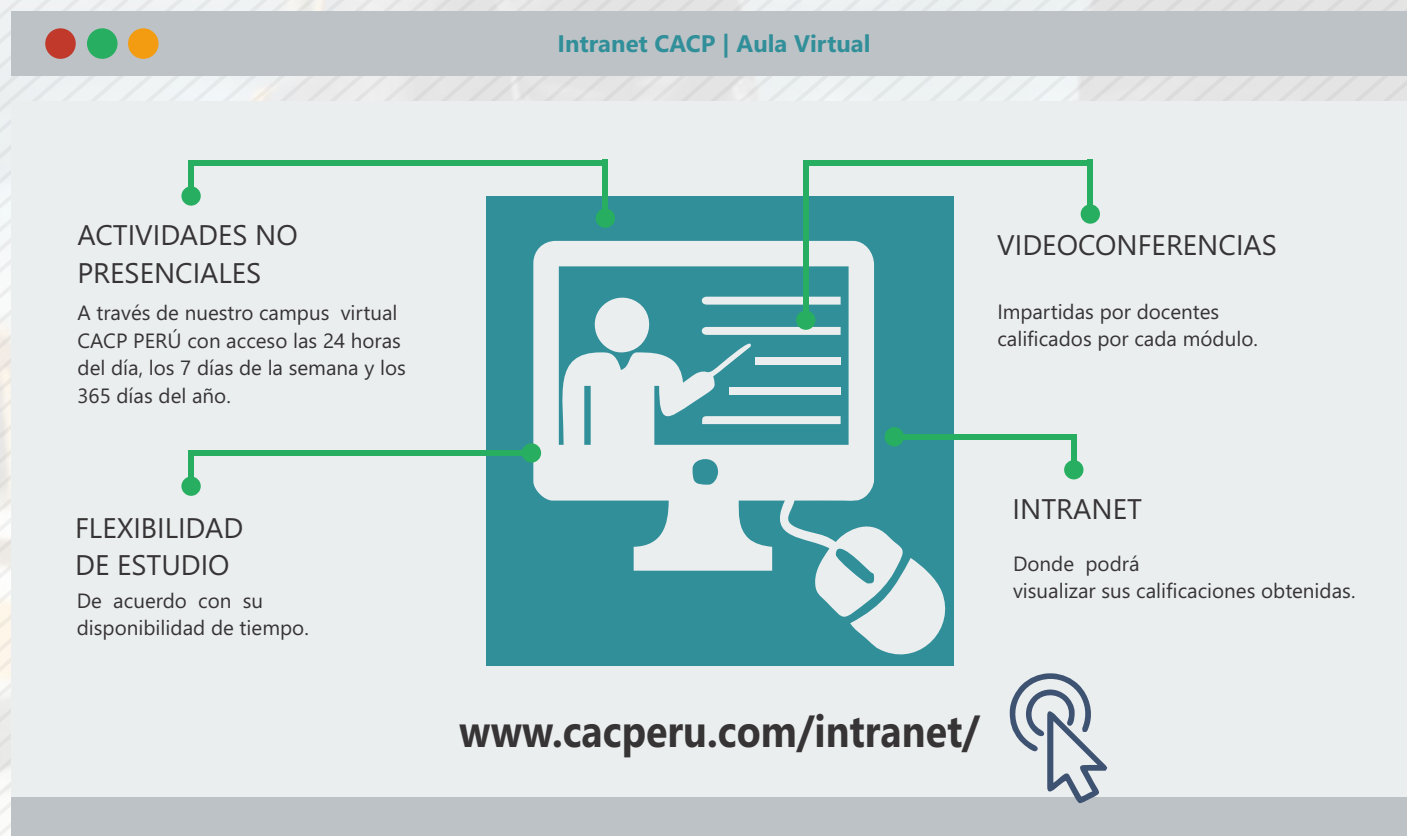 Intranet CACP | Aula Virtual
ACTIVIDADES NO
PRESENCIALES
A través de nuestro campus virtual
CACP PERÚ con acceso las 24 horas
del día, los 7 días de la semana y los
365 días del año.
VIDEOCONFERENCIAS
Impartidas por docentes
calificados por cada módulo.
FLEXIBILIDAD
DE ESTUDIO
De acuerdo con su
disponibilidad de tiempo.
INTRANET
Donde podrá
visualizar sus calificaciones obtenidas.
www.cacperu.com/intranet/